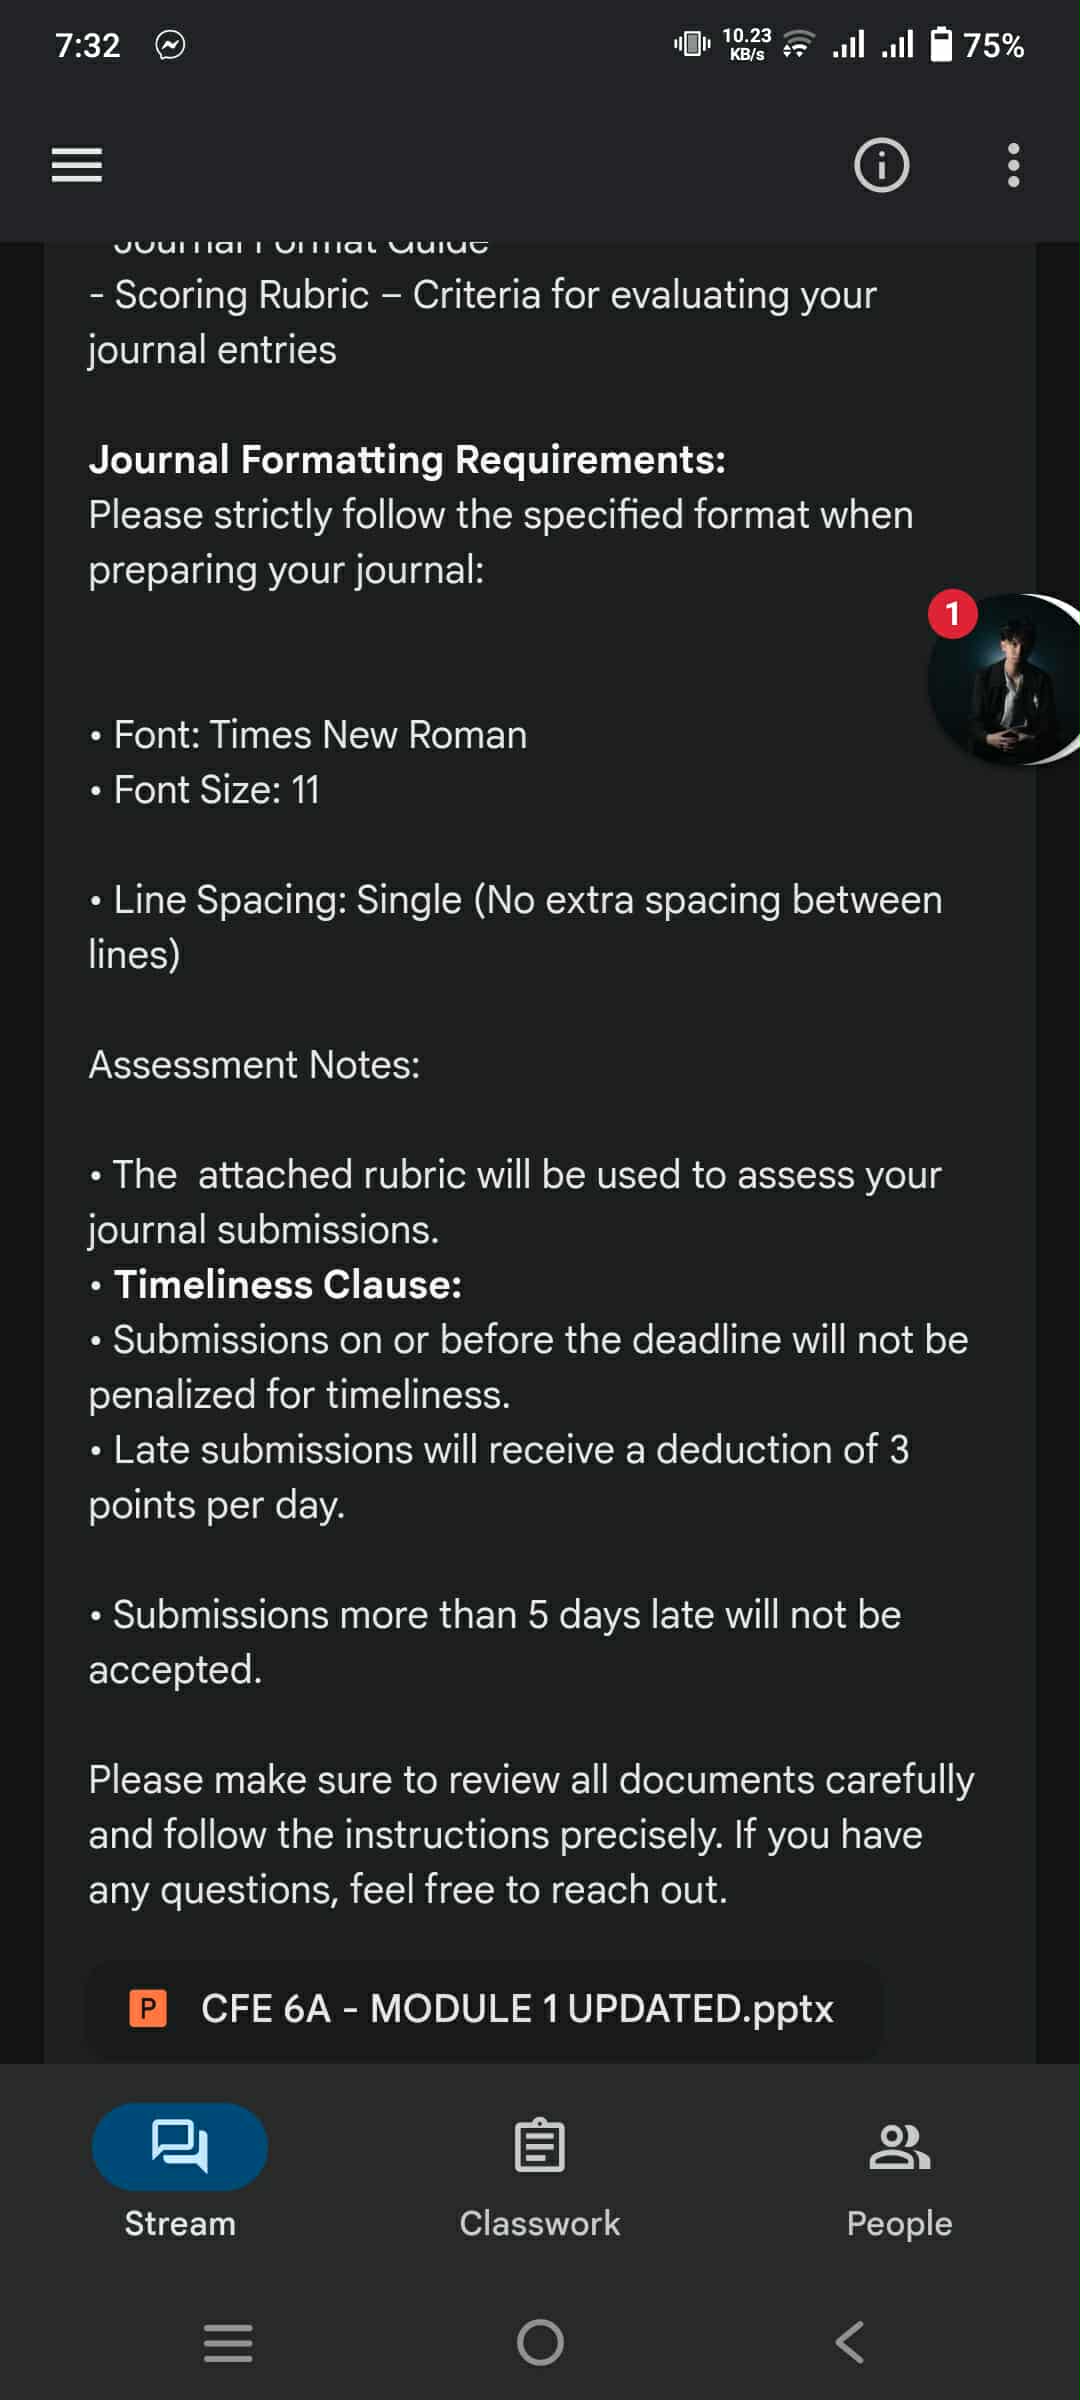 7:32
10.23
KB/s
75%
Journal Format Guide
- Scoring Rubric – Criteria for evaluating your
journal entries
Journal Formatting Requirements:
Please strictly follow the specified format when
preparing your journal:
1
• Font: Times New Roman
• Font Size: 11
• Line Spacing: Single (No extra spacing between
lines)
Assessment Notes:
• The  attached rubric will be used to assess your
journal submissions.
• Timeliness Clause:
• Submissions on or before the deadline will not be
penalized for timeliness.
• Late submissions will receive a deduction of 3
points per day.
• Submissions more than 5 days late will not be
accepted.
Please make sure to review all documents carefully
and follow the instructions precisely. If you have
any questions, feel free to reach out.
P CFE 6A - MODULE 1 UPDATED.pptx
Stream
Classwork
People